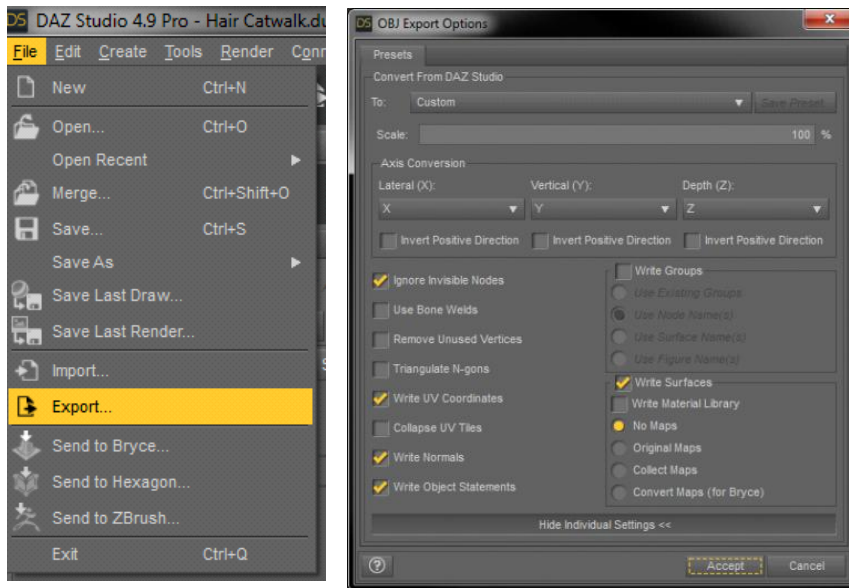 DS DAZ Studio 4.9 Pro - Hair Catwalk.du
File Edit Create Tools Render Conn
New Ctrl+N
Open... Ctrl+O
Open Recent
Merge... Ctrl+Shift+O
Save... Ctrl+S
Save As
Save Last Draw...
Save Last Render...
Import...
Export...
Send to Bryce...
Send to Hexagon...
Send to ZBrush...
Exit Ctrl+Q
DS OBJ Export Options
Presets
Convert From DAZ Studio
To: Custom Save Preset...
Scale: 100 %
Axis Conversion
Lateral (X): Vertical (Y): Depth (Z):
X Y Z
Invert Positive Direction Invert Positive Direction Invert Positive Direction
Ignore Invisible Nodes
Use Bone Welds
Remove Unused Vertices
Triangulate N-gons
Write UV Coordinates
Collapse UV Tiles
Write Normals
Write Object Statements
Write Groups
Use Existing Groups
Use Node Name(s)
Use Surface Name(s)
Use Figure Name(s)
Write Surfaces
Write Material Library
No Maps
Original Maps
Collect Maps
Convert Maps (for Bryce)
Hide Individual Settings <<
? Accept Cancel